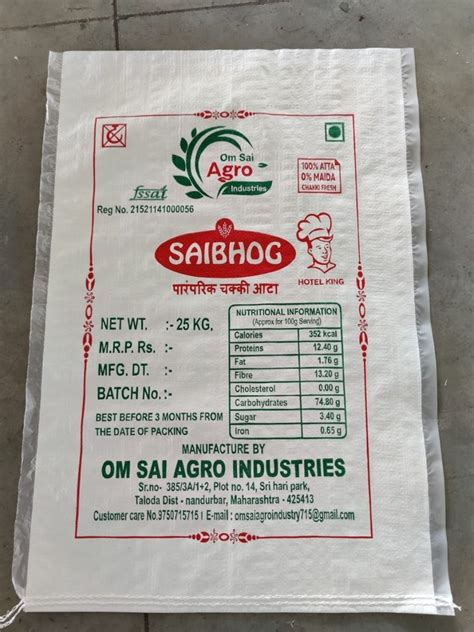 Om Sai
Agro
Industries
100% ATTA
0% MAIDA
CHAKKI FRESH
fssai
Reg No. 21521141000056
SAIBHOG
पारंपरिक चक्की आटा
HOTEL KING
NET WT. :- 25 KG,
M.R.P. Rs. :-
MFG. DT. :-
BATCH No.:-
BEST BEFORE 3 MONTHS FROM
THE DATE OF PACKING
NUTRITIONAL INFORMATION
(Approx for 100g Serving)
Calories 352 kcal
Proteins 12.40 g
Fat 1.76 g
Fibre 13.20 g
Cholesterol 0.00 g
Carbohydrates 74.80 g
Sugar 3.40 g
Iron 0.65 g
MANUFACTURE BY
OM SAI AGRO INDUSTRIES
Sr.no- 385/3A/1+2, Plot no. 14, Sri hari park,
Taloda Dist - nandurbar, Maharashtra - 425413
Customer care No.9750715715 I E-mail : omsaiagroindustry715@gmail.com